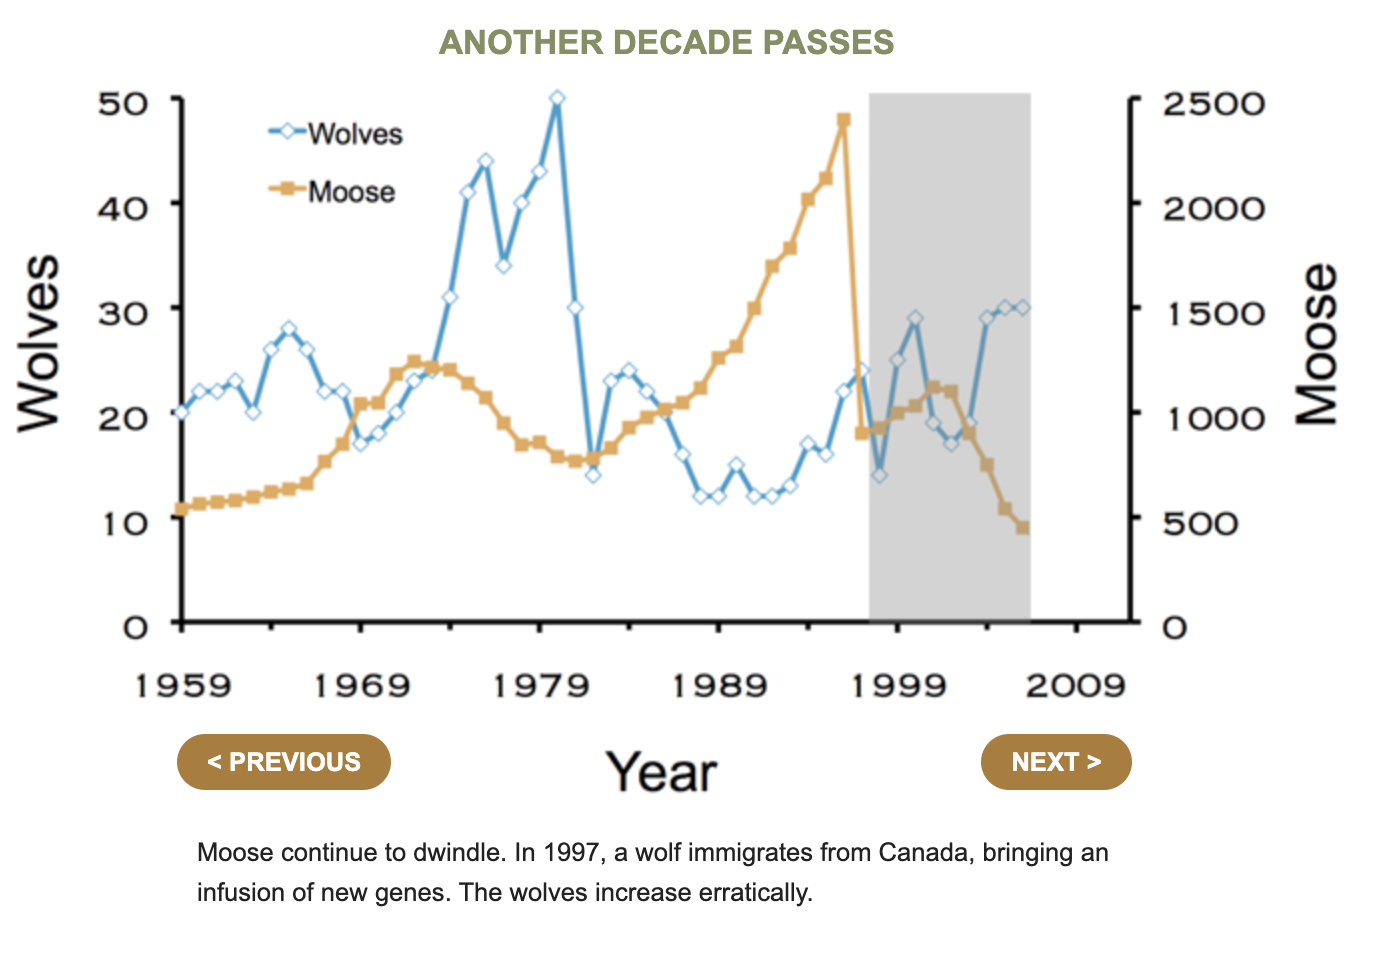 ANOTHER DECADE PASSES
50
40
30
20
10
0
Wolves
Wolves
Moose
2500
2000
1500
1000
500
0
Moose
1959
1969
1979
1989
1999
2009
< PREVIOUS
Year
NEXT >
Moose continue to dwindle. In 1997, a wolf immigrates from Canada, bringing an
infusion of new genes. The wolves increase erratically.